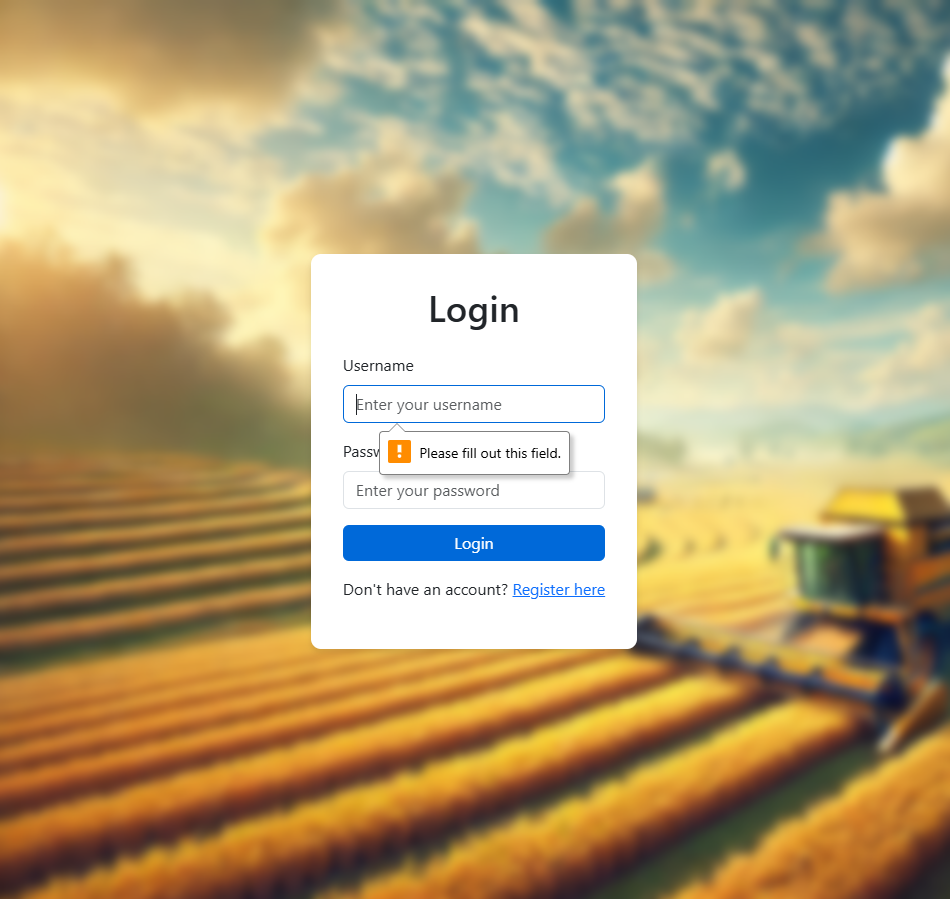 Login
Username
Enter your username
Passw
Please fill out this field.
Enter your password
Login
Don't have an account? Register here